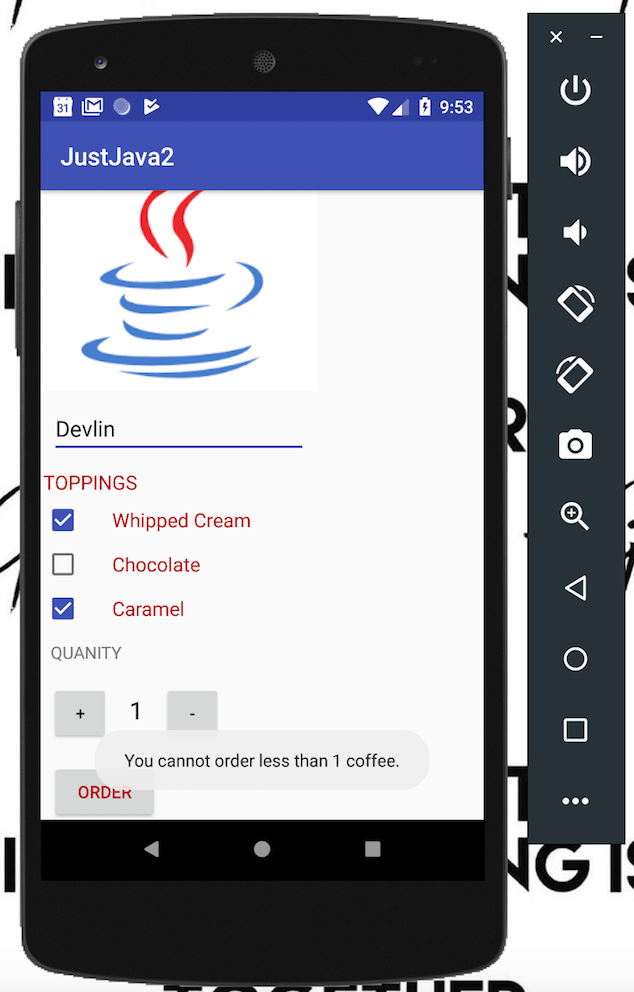 31 9:53
JustJava2
Devlin
TOPPINGS
Whipped Cream
Chocolate
Caramel
QUANITY
+ 1 -
You cannot order less than 1 coffee.
ORDER
NG IS
TOGETHER